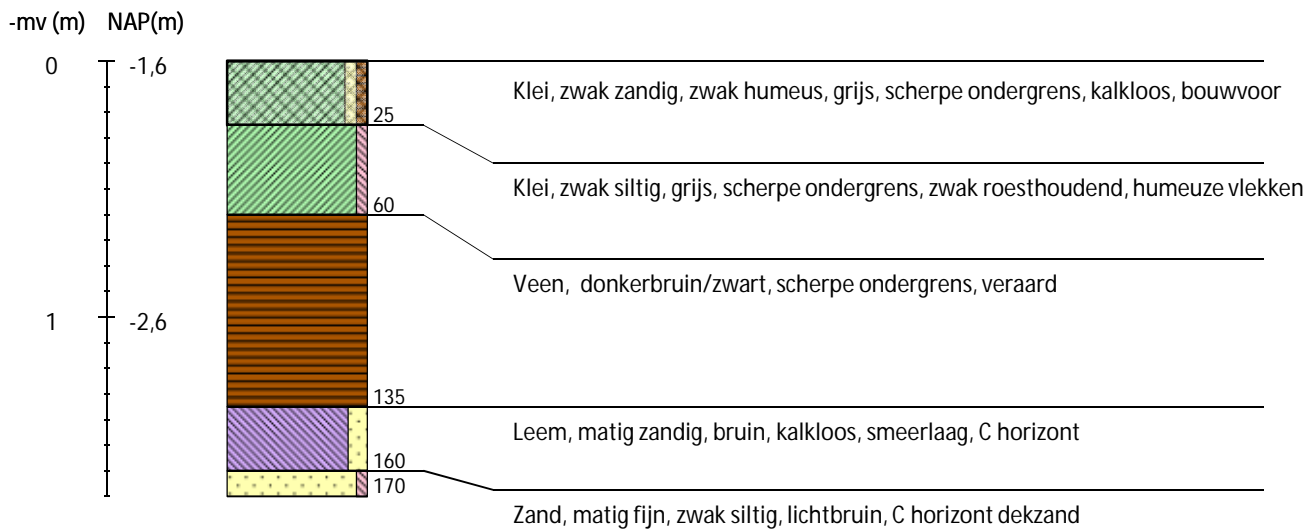 -mv (m) NAP(m)
0 -1,6
Klei, zwak zandig, zwak humeus, grijs, scherpe ondergrens, kalkloos, bouwvoor
25
Klei, zwak siltig, grijs, scherpe ondergrens, zwak roesthoudend, humeuze vlekken
60
Veen, donkerbruin/zwart, scherpe ondergrens, veraard
1 -2,6
135
Leem, matig zandig, bruin, kalkloos, smeerlaag, C horizont
160
170
Zand, matig fijn, zwak siltig, lichtbruin, C horizont dekzand